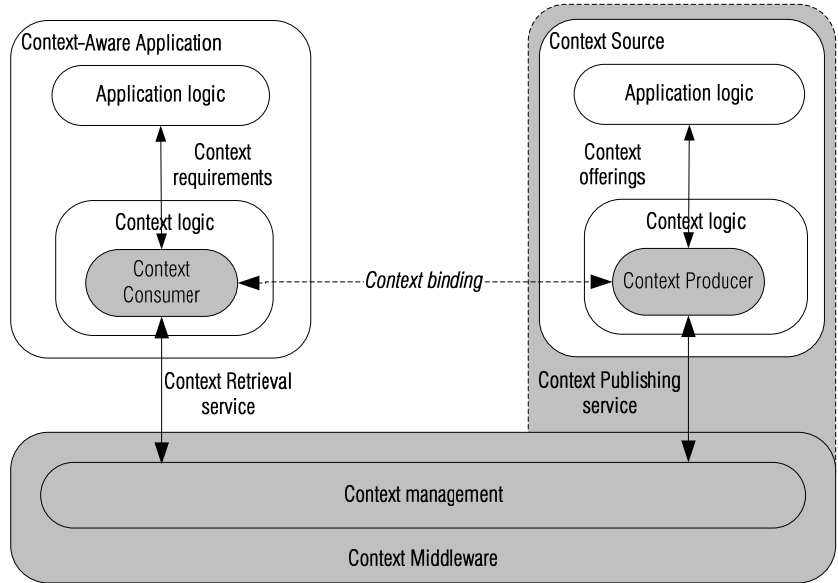 Context-Aware Application
Application logic
Context
requirements
Context logic
Context
Consumer
Context Retrieval
service
Context binding
Context Source
Application logic
Context
offerings
Context logic
Context Producer
Context Publishing
service
Context management
Context Middleware